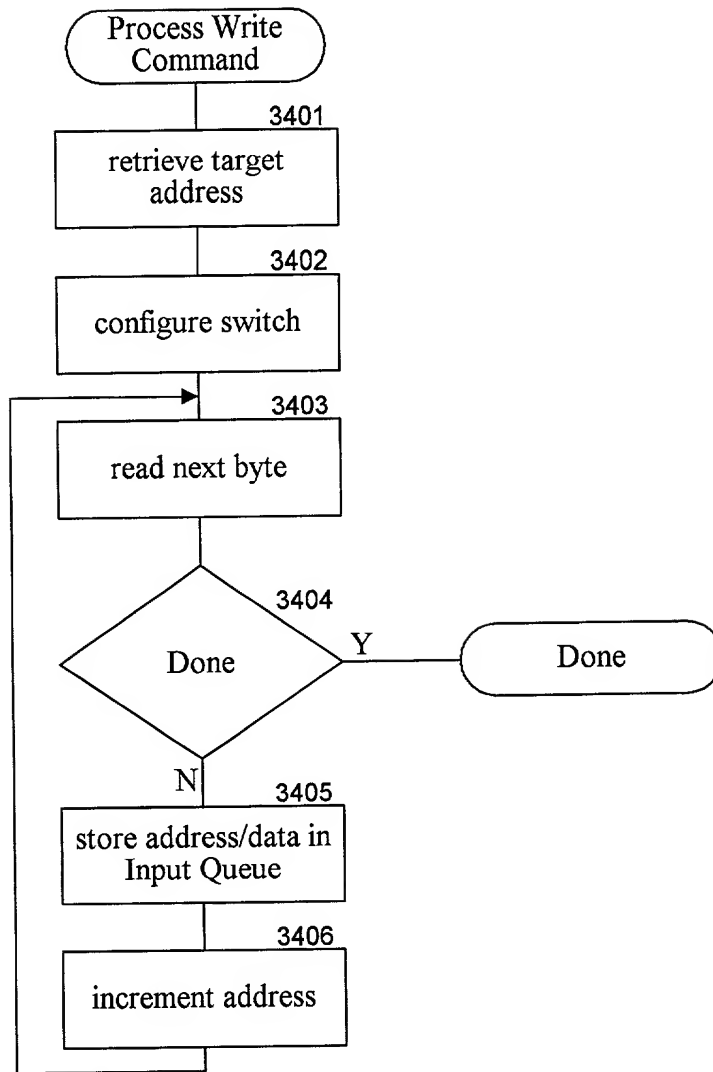 Process Write
Command
3401
retrieve target
address
3402
configure switch
3403
read next byte
3404
Done
Y
Done
N
3405
store address/data in
Input Queue
3406
increment address